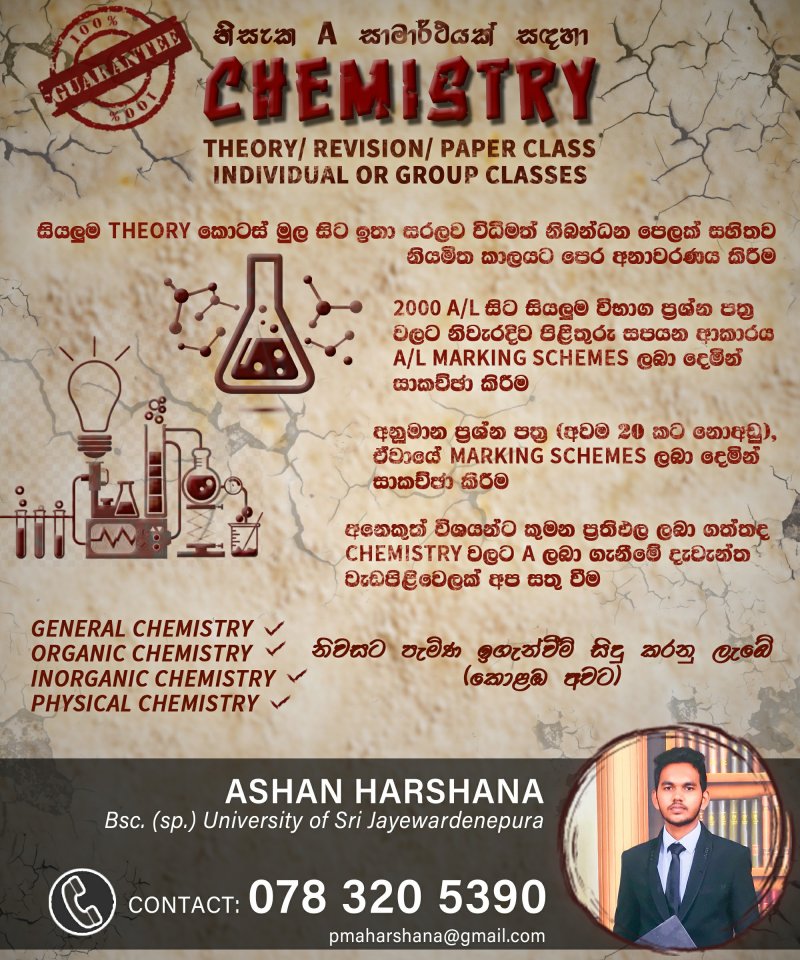 100%
GUARANTEE
100%
නිසැක A සාමාර්ථයක් සඳහා
CHEMISTRY
THEORY/ REVISION/ PAPER CLASS
INDIVIDUAL OR GROUP CLASSES
සියලුම THEORY කොටස් මුල සිට ඉතා සරලව විධිමත් නිබන්ධන පෙලක් සහිතව
නියමිත කාලයට පෙර අනාවරණය කිරීම
2000 A/L සිට සියලුම විභාග ප්‍රශ්න පත්‍ර
වලට නිවැරදිව පිළිතුරු සපයන ආකාරය
A/L MARKING SCHEMES ලබා දෙමින්
සාකච්ඡා කිරීම
අනුමාන ප්‍රශ්න පත්‍ර (අවම 20 කට නොඅඩු),
ඒවායේ MARKING SCHEMES ලබා දෙමින්
සාකච්ඡා කිරීම
අනෙකුත් විශයන්ට කුමන ප්‍රතිඵල ලබා ගත්තද
CHEMISTRY වලට A ලබා ගැනීමේ දැවැන්ත
වැඩපිළිවෙලක් අප සතු වීම
GENERAL CHEMISTRY ✓
ORGANIC CHEMISTRY ✓
INORGANIC CHEMISTRY ✓
PHYSICAL CHEMISTRY ✓
නිවසට පැමිණ ඉගැන්වීම් සිදු කරනු ලැබේ
(කොළඹ අවට)
ASHAN HARSHANA
Bsc. (sp.) University of Sri Jayewardenepura
CONTACT: 078 320 5390
pmaharshana@gmail.com